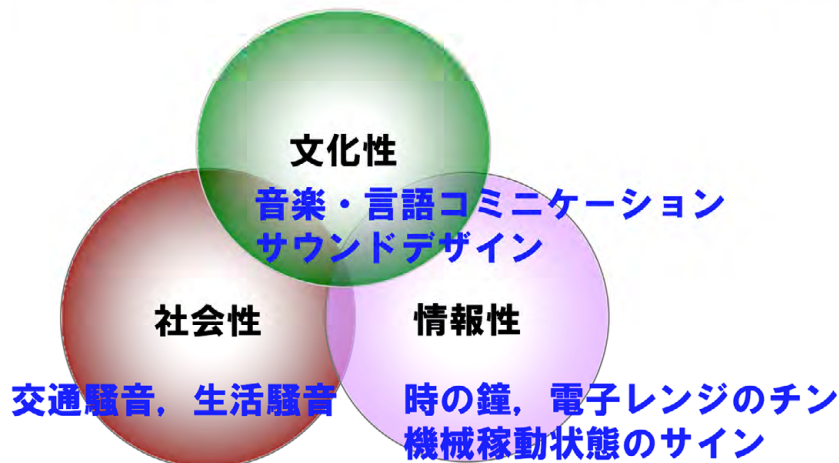 文化性
音楽・言語コミニケーション
サウンドデザイン
社会性
情報性
交通騒音，生活騒音
時の鐘，電子レンジのチン
機械稼動状態のサイン